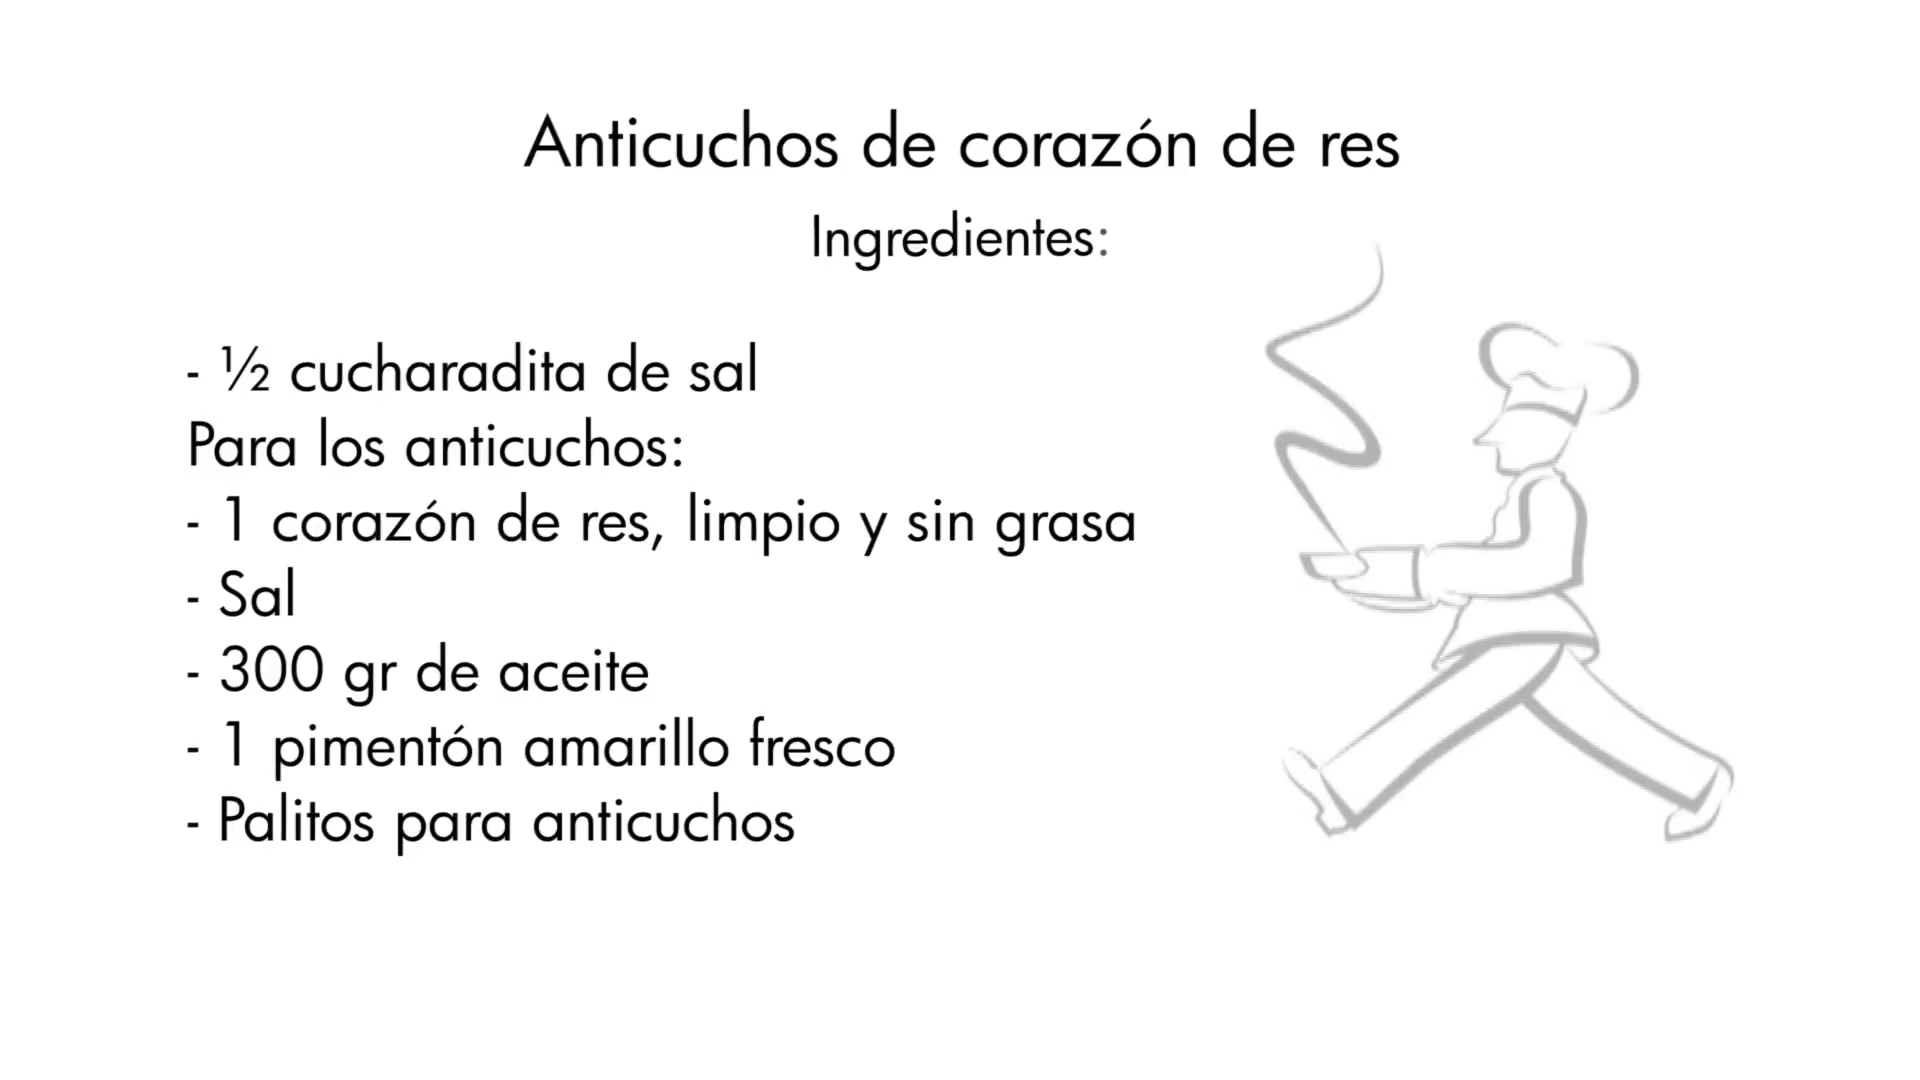 Anticuchos de corazón de res
Ingredientes:
- ½ cucharadita de sal
Para los anticuchos:
- 1 corazón de res, limpio y sin grasa
- Sal
- 300 gr de aceite
- 1 pimentón amarillo fresco
- Palitos para anticuchos